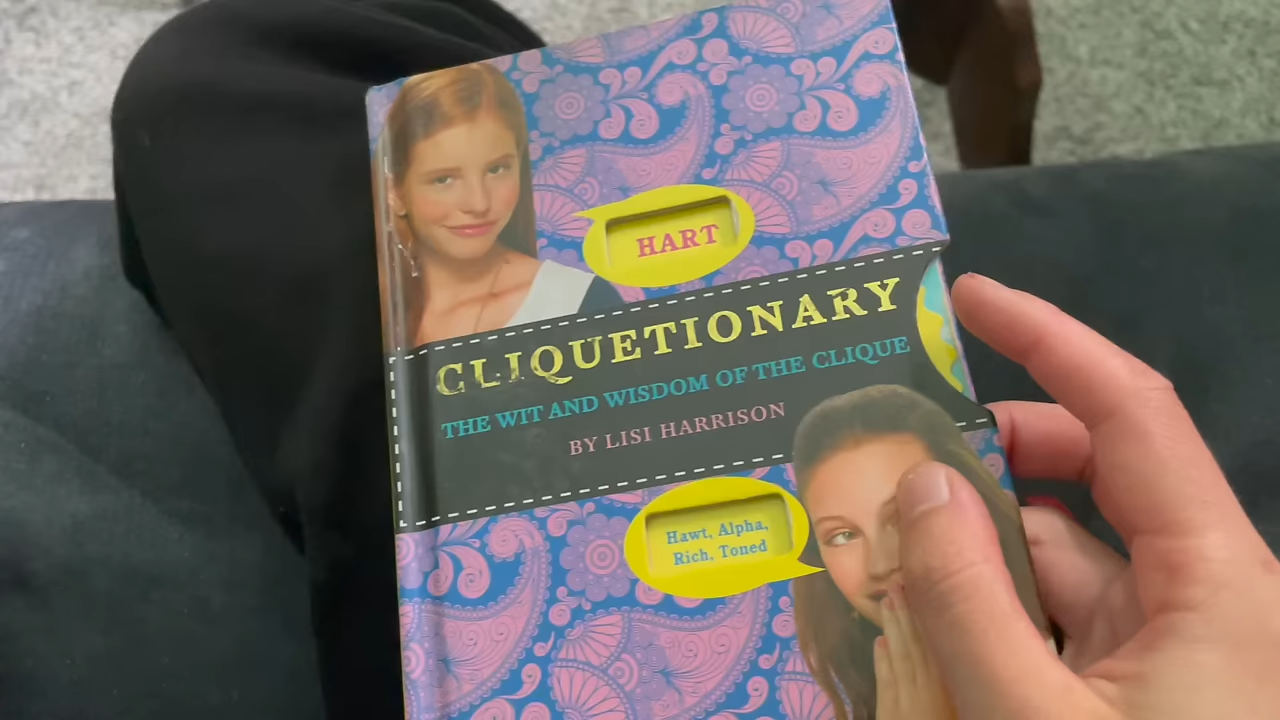 HART
CLIQUETIONARY
THE WIT AND WISDOM OF THE CLIQUE
BY LISI HARRISON
Hawt, Alpha,
Rich, Toned